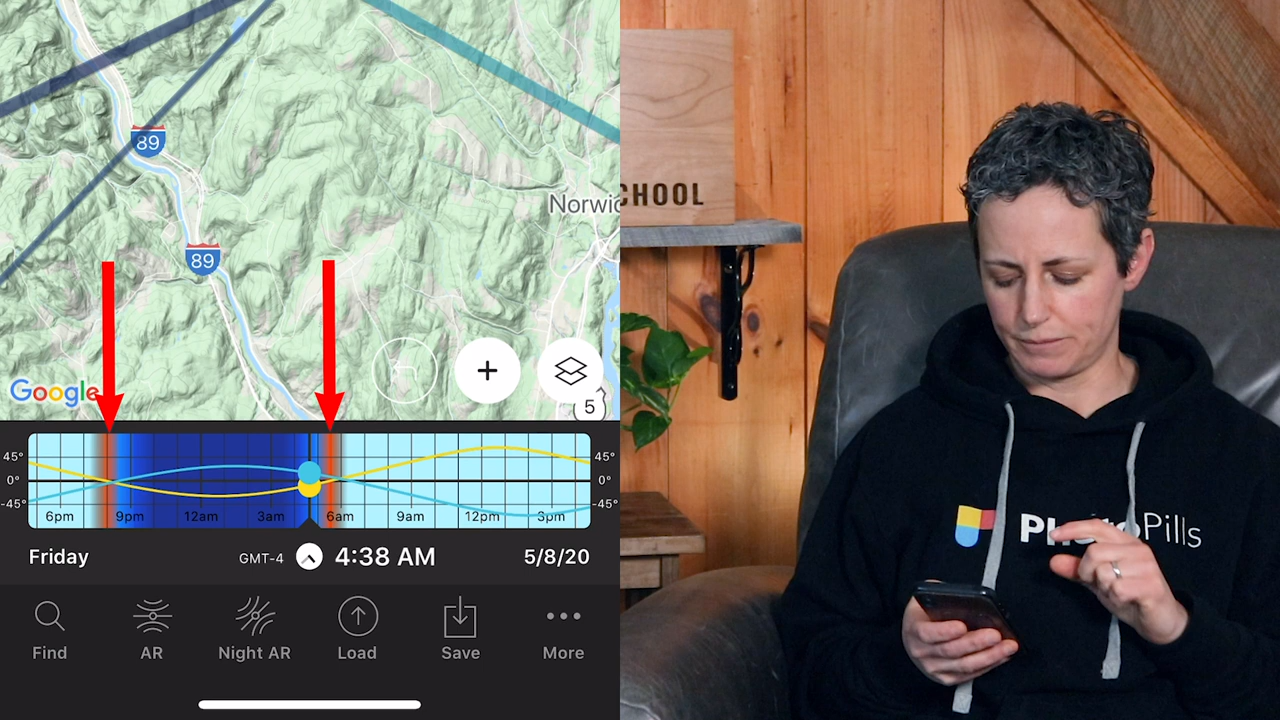 89
89
Norwic
Google
5
45°
0°
-45°
45°
0°
-45°
6pm 9pm 12am 3am 6am 9am 12pm 3pm
Friday GMT-4 4:38 AM 5/8/20
Find AR Night AR Load Save More
CHOOL
PhotoPills